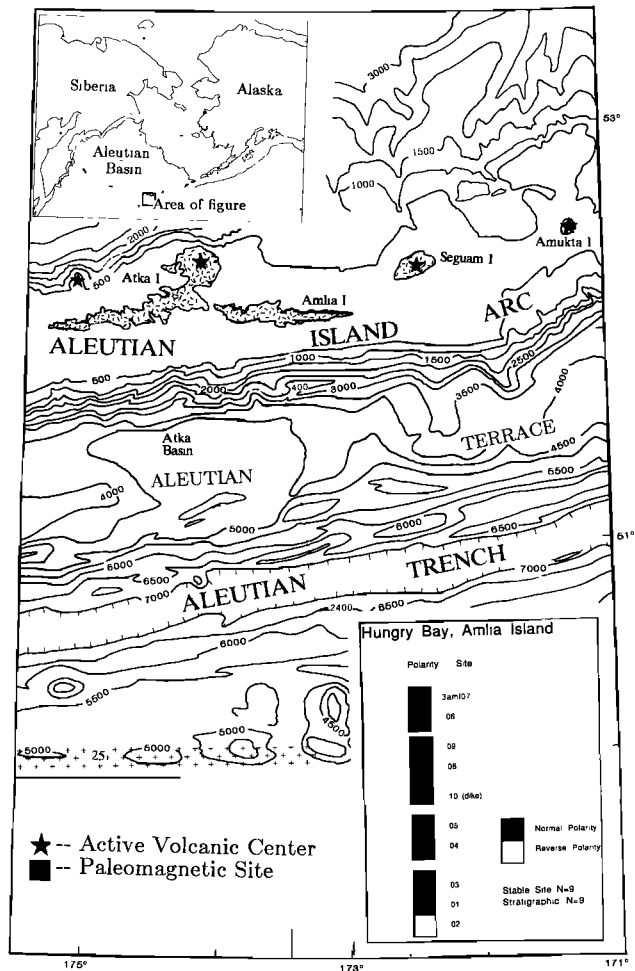 Siberia
Alaska
Aleutian
Basin
Area of figure
3000
1500
1000
53°
2000
500
Atka I
Amlia I
Seguam I
Amukta I
ALEUTIAN ISLAND ARC
500
1000
1500
2000
2500
400
3000
3500
4000
Atka
Basin
ALEUTIAN TERRACE
4000
4500
5000
5500
6000
6000
6500
6500
7000
7000
51°
ALEUTIAN TRENCH
2400
6500
6000
5500
5000
4500
5000
25
5000
Hungry Bay, Amlia Island
Polarity Site
3aml07
06
09
08
10 (dike)
05
04
03
01
02
Normal Polarity
Reverse Polarity
Stable Site N=9
Stratigraphic N=9
-- Active Volcanic Center
-- Paleomagnetic Site
175°
173°
171°